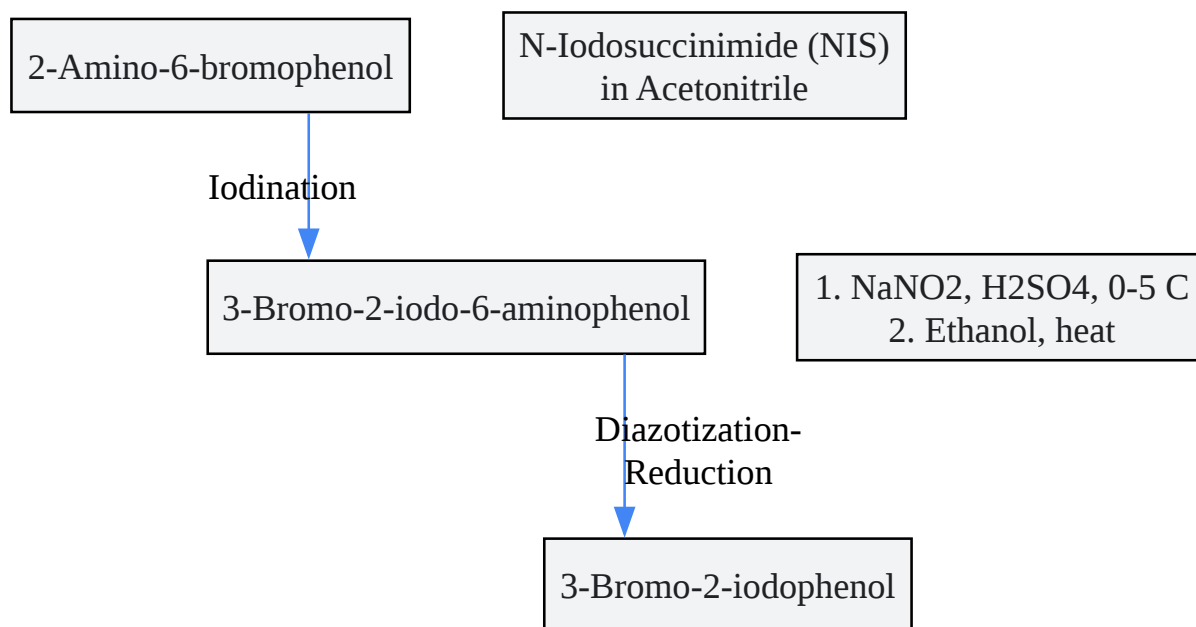 2-Amino-6-bromophenol
N-Iodosuccinimide (NIS)
in Acetonitrile
Iodination
3-Bromo-2-iodo-6-aminophenol
1. NaNO2, H2SO4, 0-5 C
2. Ethanol, heat
Diazotization-
Reduction
3-Bromo-2-iodophenol